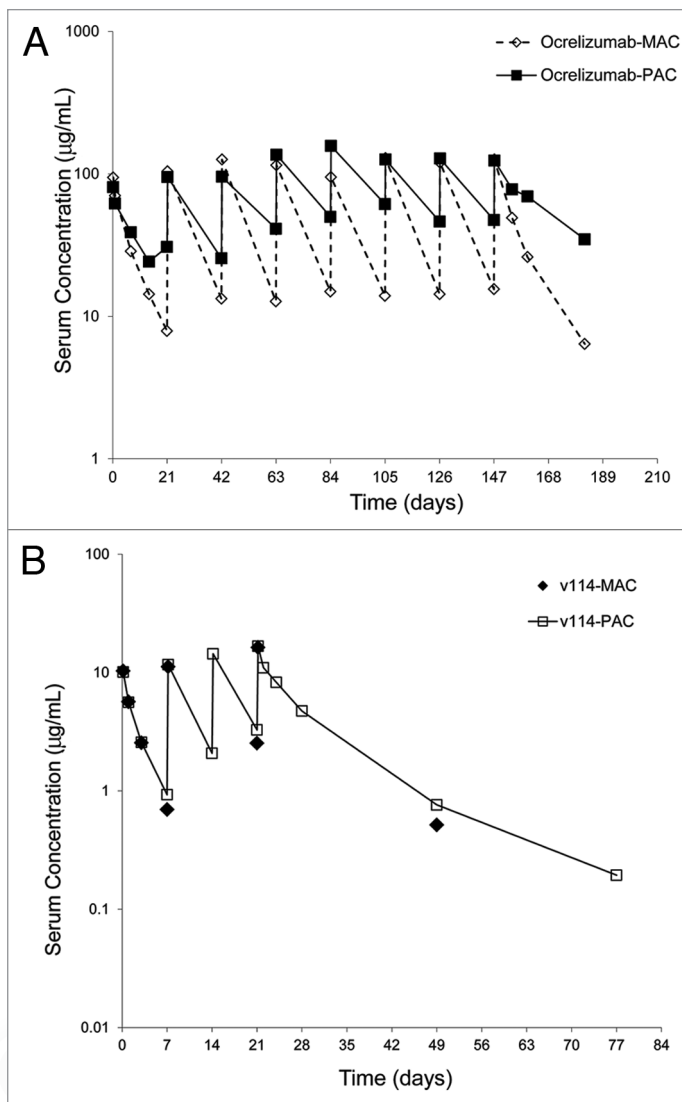 A
1000
100
10
1
Serum Concentration (µg/mL)
Ocrelizumab-MAC
Ocrelizumab-PAC
0 21 42 63 84 105 126 147 168 189 210
Time (days)
B
100
10
1
0.1
0.01
Serum Concentration (µg/mL)
v114-MAC
v114-PAC
0 7 14 21 28 35 42 49 56 63 70 77 84
Time (days)